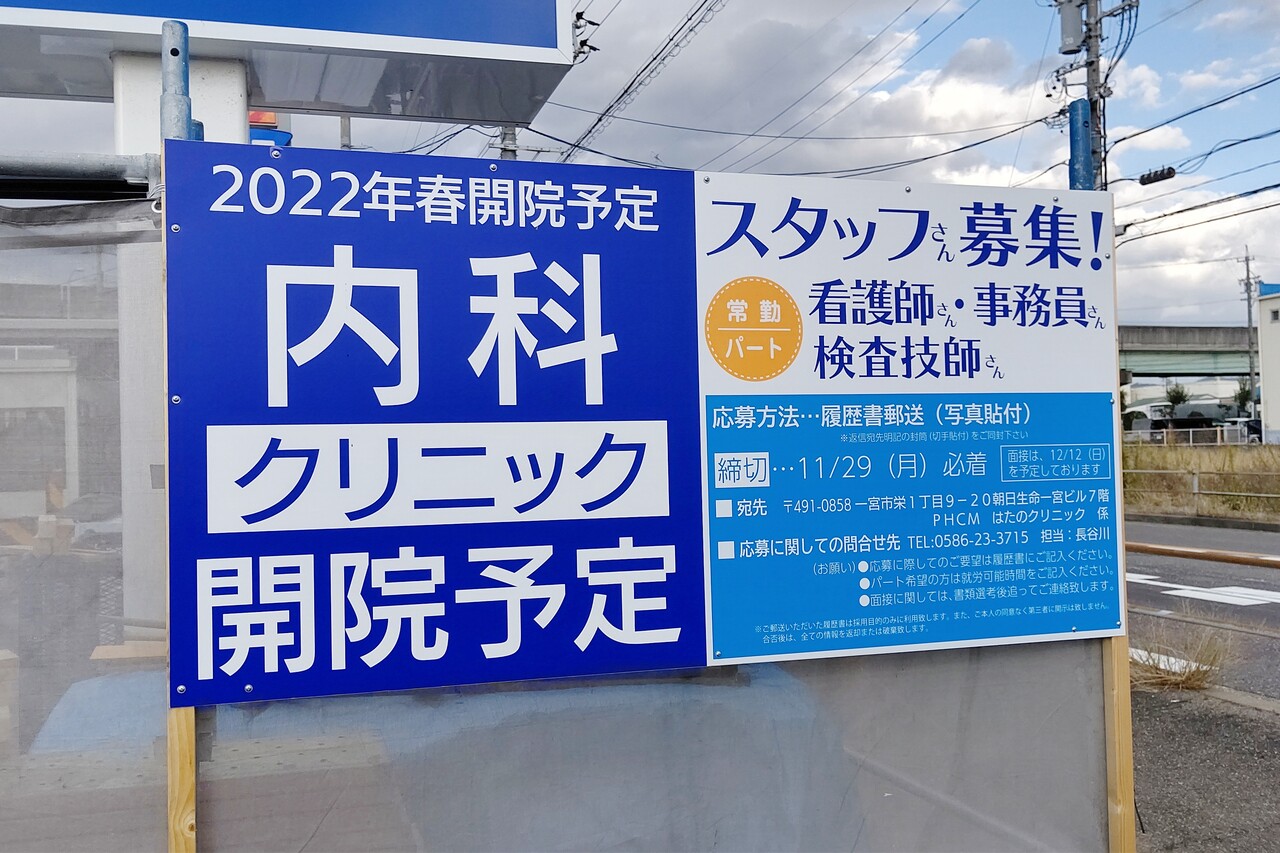 2022年春開院予定
内科
クリニック
開院予定
スタッフさん募集!
常勤
パート
看護師さん・事務員さん
検査技師さん
応募方法…履歴書郵送（写真貼付）
※返信宛先明記の封筒（切手貼付）をご同封下さい
締切…11/29（月）必着
面接は、12/12（日）
を予定しております
■宛先 〒491-0858 一宮市栄1丁目9－20朝日生命一宮ビル7階
PHCM はたのクリニック 係
■応募に関しての問合せ先 TEL:0586-23-3715 担当：長谷川
（お願い）●応募に際してのご要望は履歴書にご記入ください。
●パート希望の方は就労可能時間をご記入ください。
●面接に関しては、書類選考後追ってご連絡致します。
※ご郵送いただいた履歴書は採用目的のみに利用致します。また、ご本人の同意なく第三者に開示は致しません。
合否後は、全ての情報を返却または破棄致します。